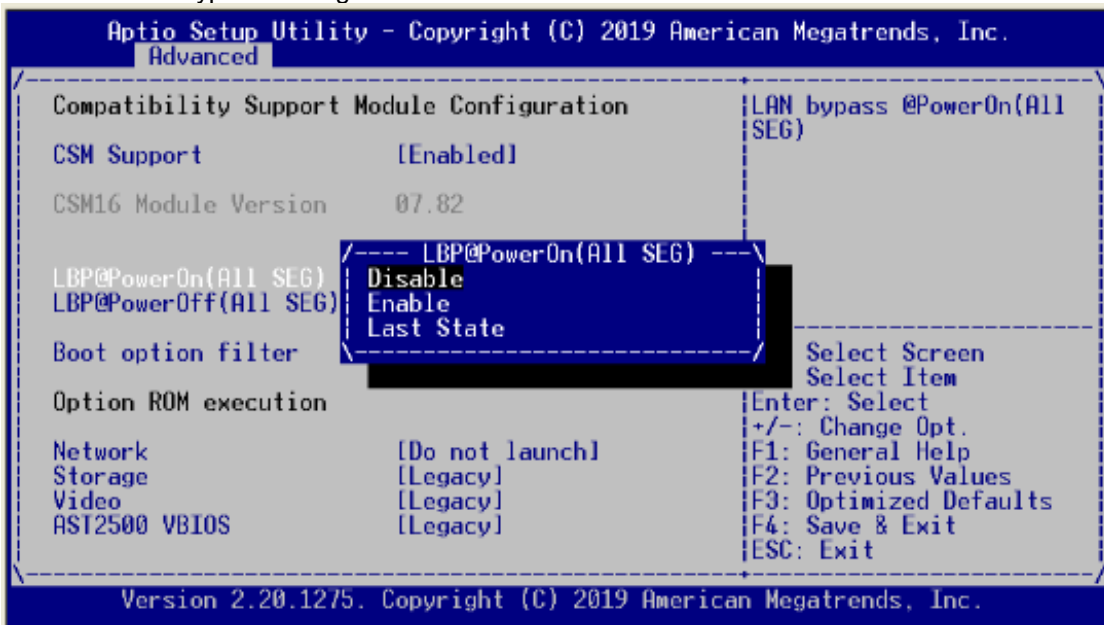 Aptio Setup Utility - Copyright (C) 2019 American Megatrends, Inc.
Advanced
Compatibility Support Module Configuration
CSM Support [Enabled]
CSM16 Module Version 07.82
LBP@PowerOn(All SEG)
LBP@PowerOff(All SEG)
Boot option filter
Option ROM execution
Network [Do not launch]
Storage [Legacy]
Video [Legacy]
AST2500 VBIOS [Legacy]
---- LBP@PowerOn(All SEG) ---
Disable
Enable
Last State
LAN bypass @PowerOn(All
SEG)
Select Screen
Select Item
Enter: Select
+/-: Change Opt.
F1: General Help
F2: Previous Values
F3: Optimized Defaults
F4: Save & Exit
ESC: Exit
Version 2.20.1275. Copyright (C) 2019 American Megatrends, Inc.